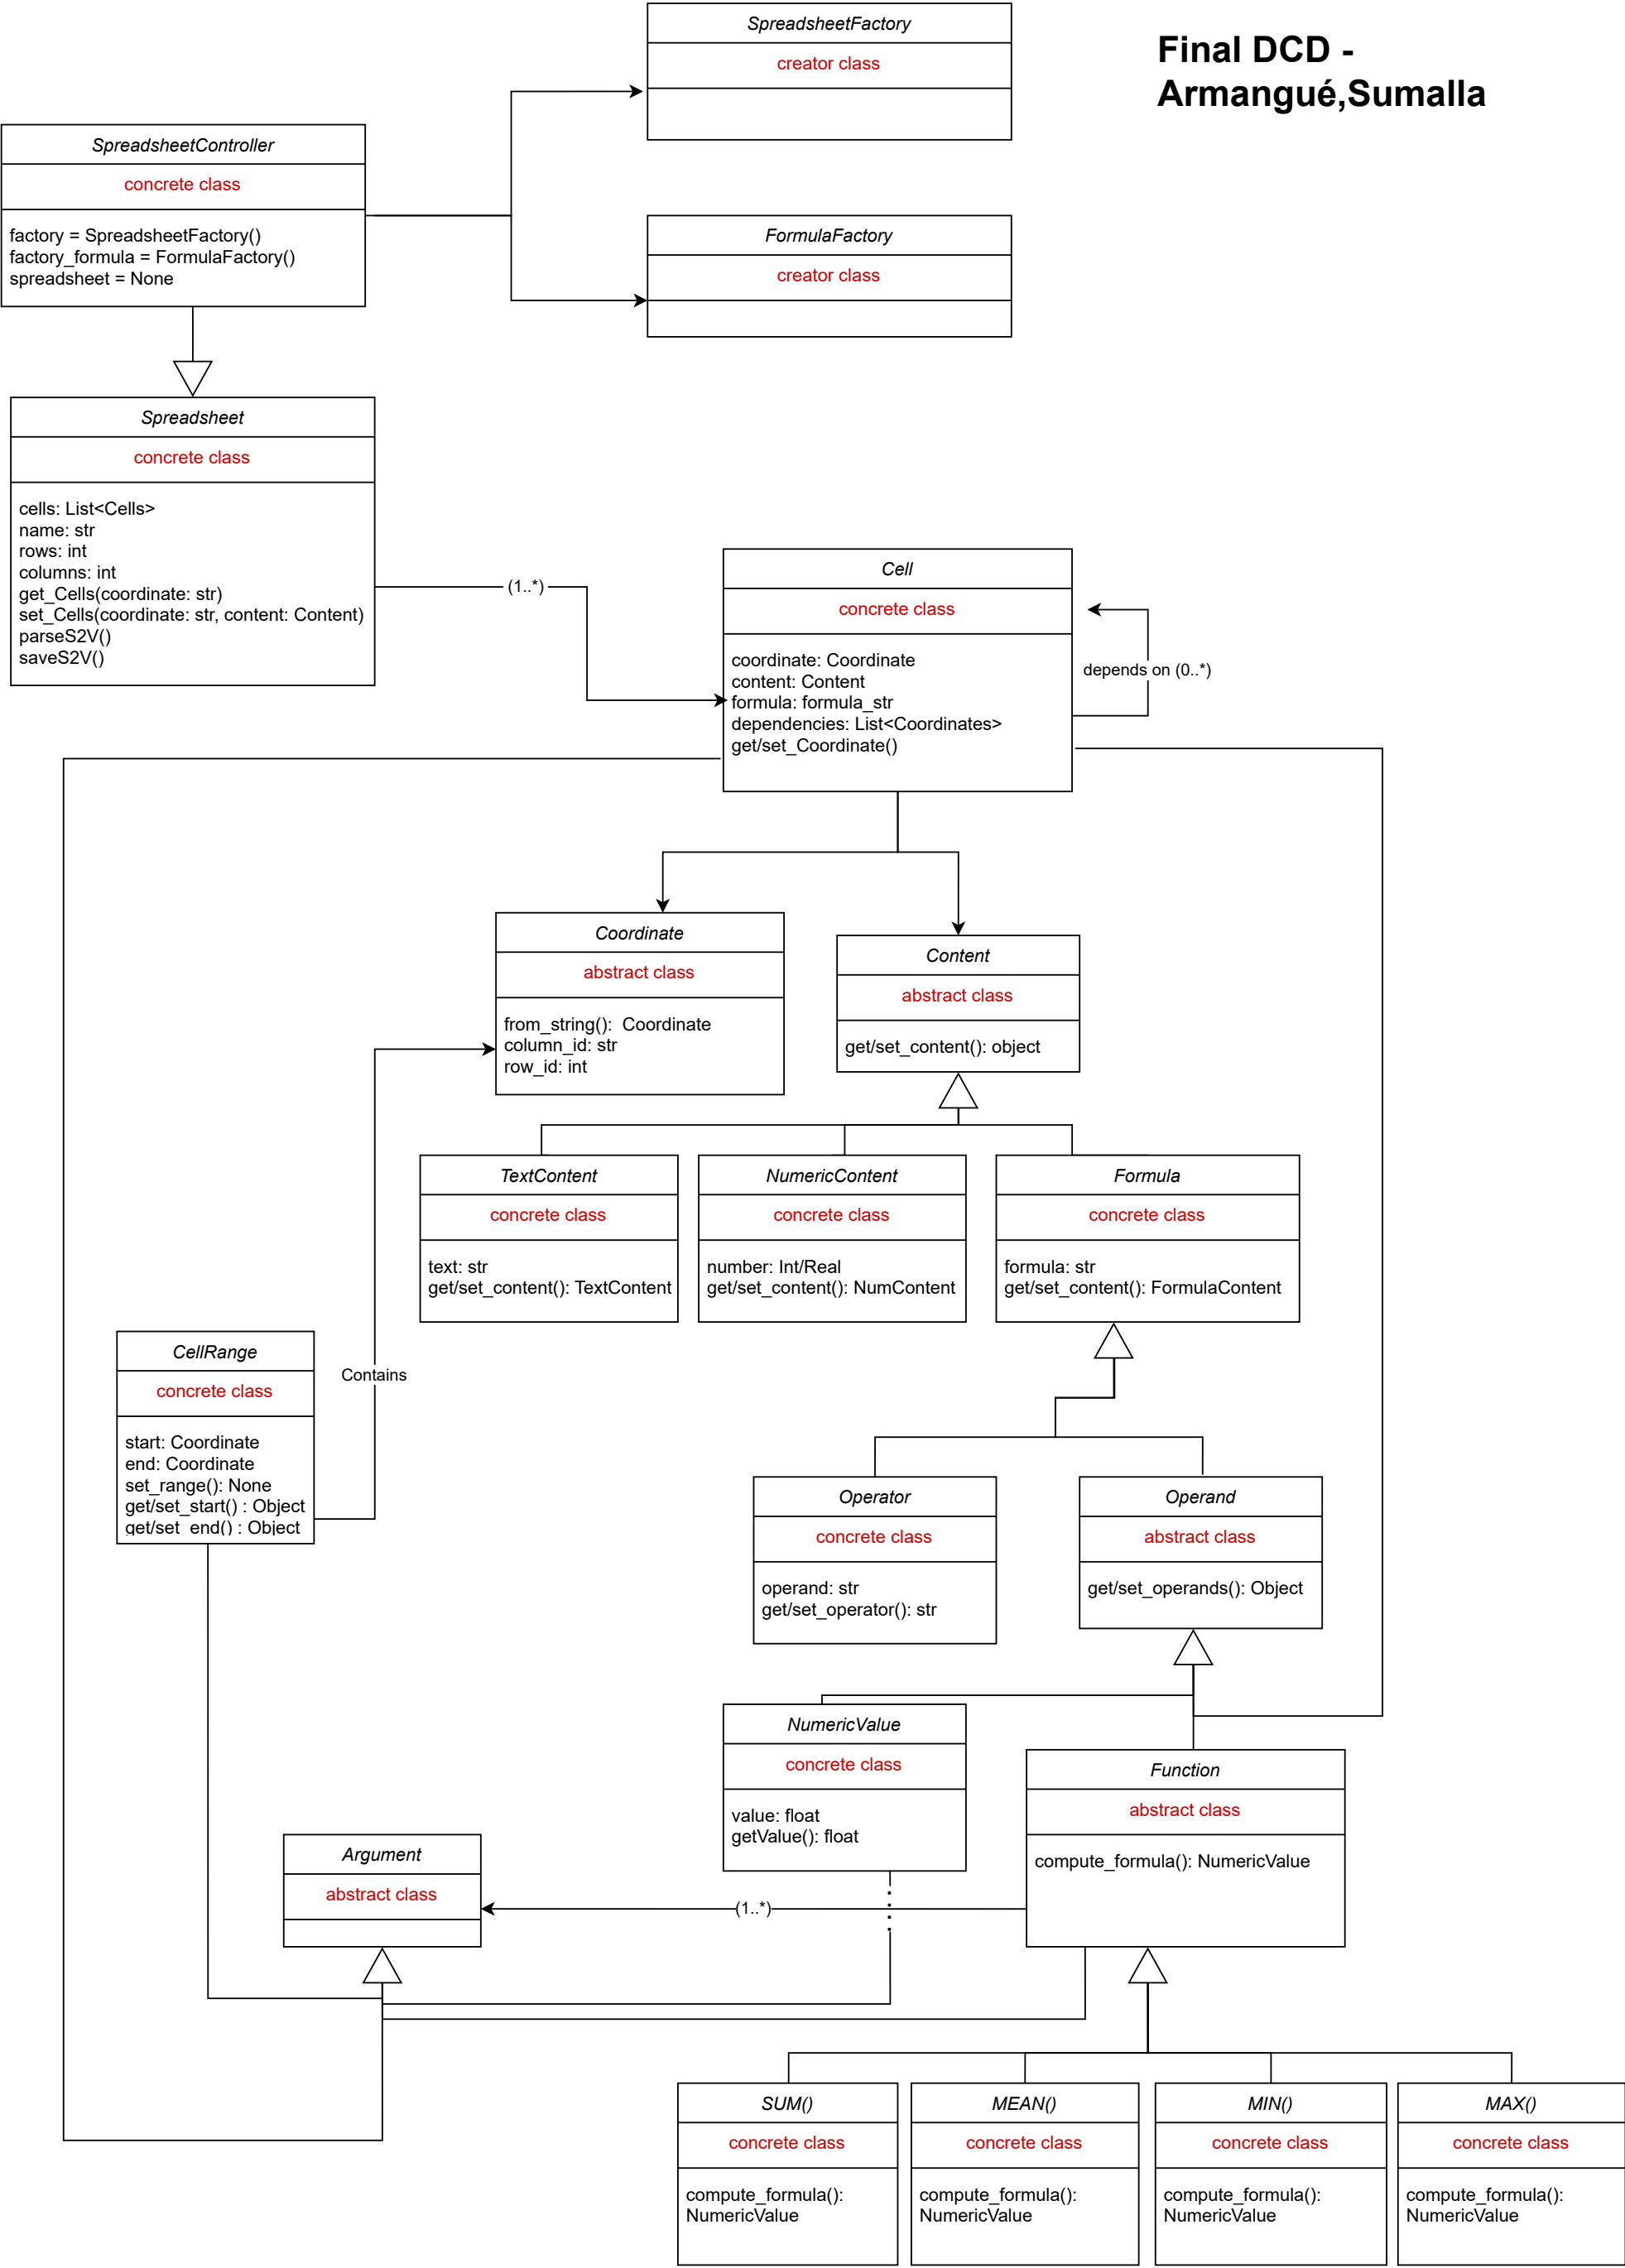 SpreadsheetFactory
creator class
Final DCD -
Armangué,Sumalla
SpreadsheetController
concrete class
factory = SpreadsheetFactory()
factory_formula = FormulaFactory()
spreadsheet = None
FormulaFactory
creator class
Spreadsheet
concrete class
cells: List<Cells>
name: str
rows: int
columns: int
get_Cells(coordinate: str)
set_Cells(coordinate: str, content: Content)
parseS2V()
saveS2V()
(1..*)
Cell
concrete class
coordinate: Coordinate
content: Content
formula: formula_str
dependencies: List<Coordinates>
get/set_Coordinate()
depends on (0..*)
Coordinate
abstract class
from_string():  Coordinate
column_id: str
row_id: int
Content
abstract class
get/set_content(): object
TextContent
concrete class
text: str
get/set_content(): TextContent
NumericContent
concrete class
number: Int/Real
get/set_content(): NumContent
Formula
concrete class
formula: str
get/set_content(): FormulaContent
CellRange
concrete class
start: Coordinate
end: Coordinate
set_range(): None
get/set_start() : Object
get/set_end() : Object
Contains
Operator
concrete class
operand: str
get/set_operator(): str
Operand
abstract class
get/set_operands(): Object
NumericValue
concrete class
value: float
getValue(): float
Function
abstract class
compute_formula(): NumericValue
Argument
abstract class
(1..*)
SUM()
concrete class
compute_formula():
NumericValue
MEAN()
concrete class
compute_formula():
NumericValue
MIN()
concrete class
compute_formula():
NumericValue
MAX()
concrete class
compute_formula():
NumericValue